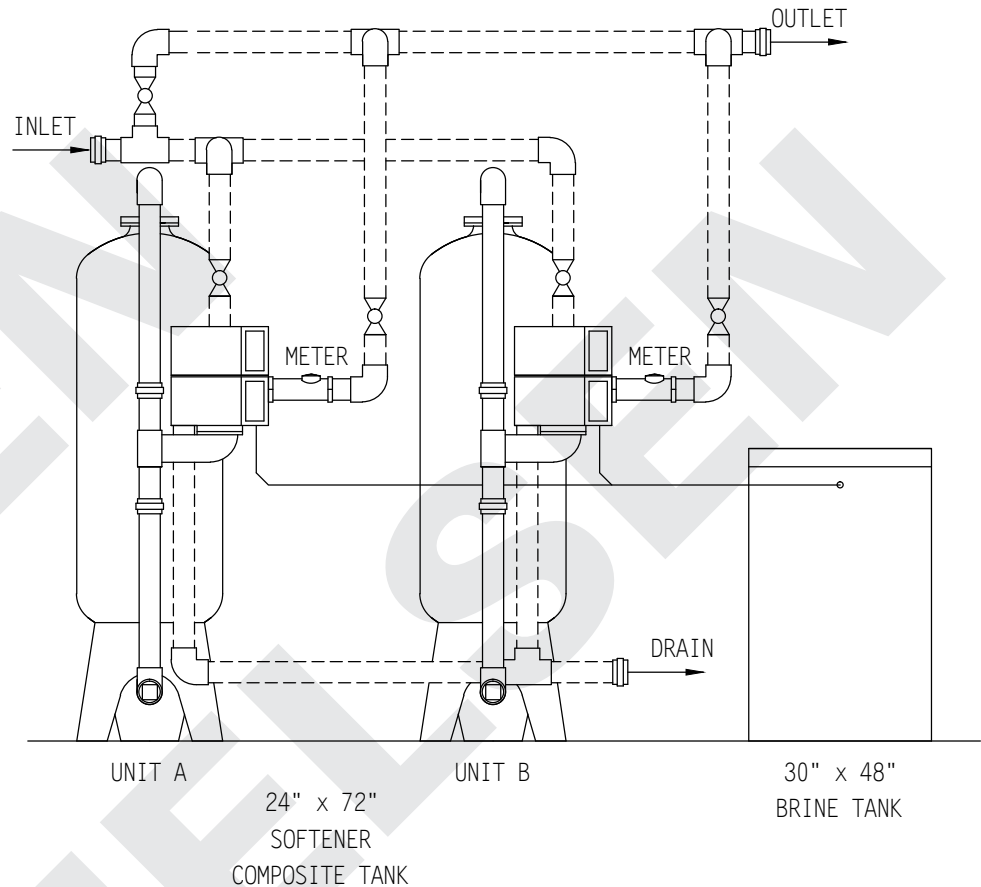 OUTLET
INLET
METER
METER
DRAIN
UNIT A
UNIT B
24" x 72"
SOFTENER
COMPOSITE TANK
30" x 48"
BRINE TANK